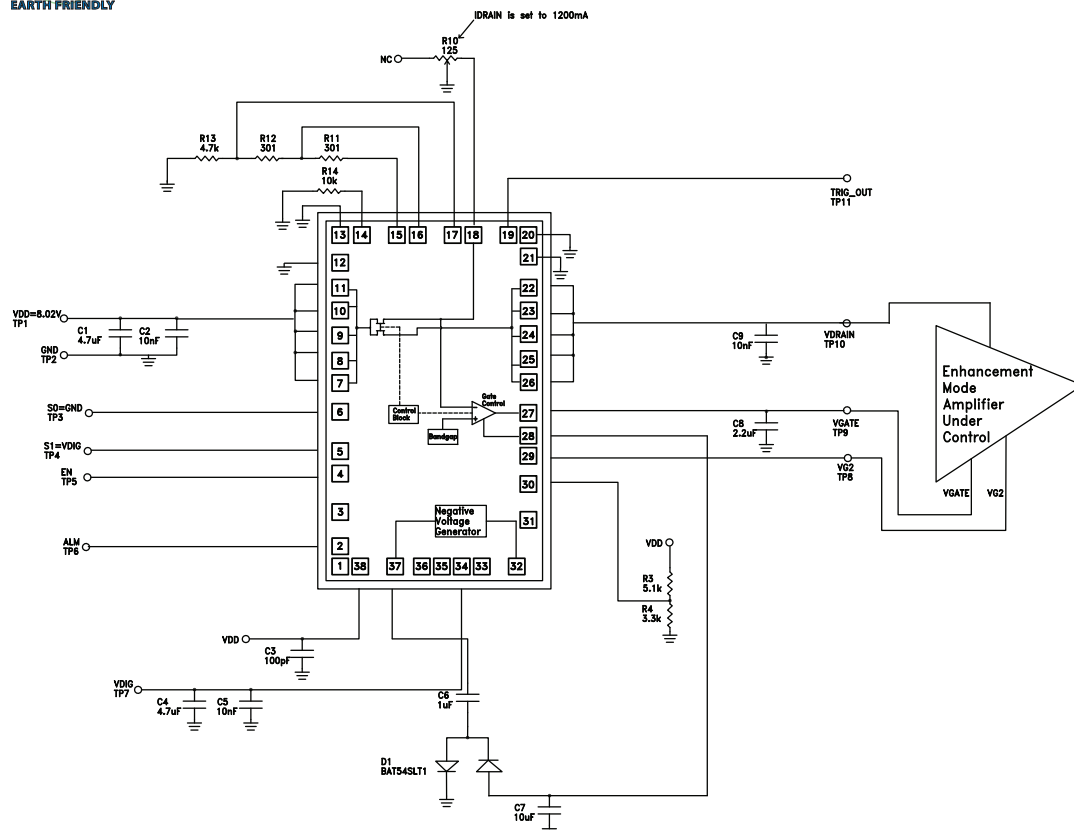 EARTH FRIENDLY
IDRAIN is set to 1200mA
R10
125
NC
R13
4.7k
R12
301
R11
301
R14
10k
TRIG_OUT
TP11
13
14
15
16
17
18
19
20
12
21
11
22
10
23
9
24
8
25
7
26
6
27
5
28
4
29
3
30
2
31
1
38
37
36
35
34
33
32
VDD=8.02V
TP1
C1
4.7uF
C2
10nF
GND
TP2
S0=GND
TP3
S1=VDIG
TP4
EN
TP5
ALM
TP6
Control
Block
Gate
Control
Bandgap
Negative
Voltage
Generator
C9
10nF
VDRAIN
TP10
C8
2.2uF
VGATE
TP9
VG2
TP8
Enhancement
Mode
Amplifier
Under
Control
VGATE
VG2
VDD
R3
5.1k
R4
3.3k
VDD
C3
100pF
VDIG
TP7
C4
4.7uF
C5
10nF
C6
1uF
D1
BAT54SLT1
C7
10uF